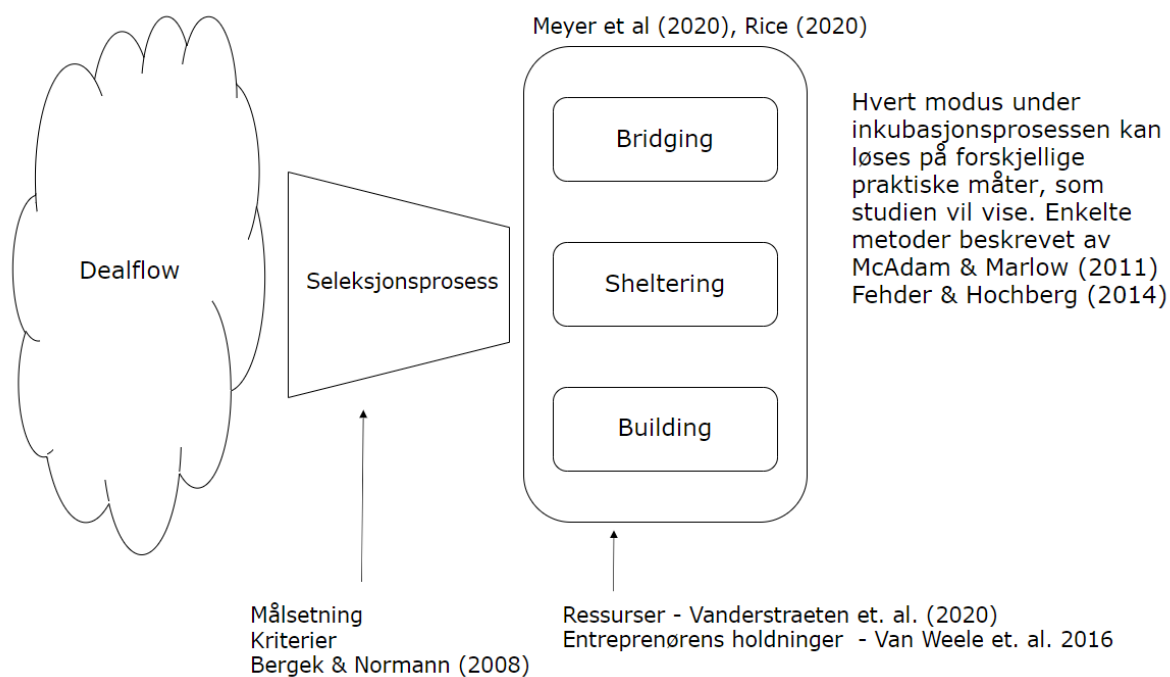 Meyer et al (2020), Rice (2020)
Dealflow
Seleksjonsprosess
Bridging
Sheltering
Building
Hvert modus under
inkubasjonsprosessen kan
løses på forskjellige
praktiske måter, som
studien vil vise. Enkelte
metoder beskrevet av
McAdam & Marlow (2011)
Fehder & Hochberg (2014)
Målsetning
Kriterier
Bergek & Normann (2008)
Ressurser - Vanderstraeten et. al. (2020)
Entreprenørens holdninger  - Van Weele et. al. 2016